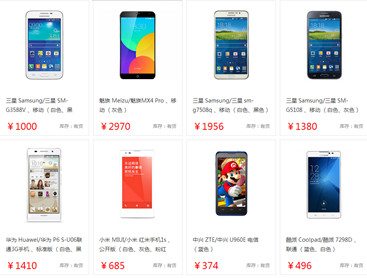 三星 Samsung/三星 SM-
G3588V 、移动 （ 白色、黑
￥1000
库存：有货
魅族 Meizu/魅族MX4 Pro 、移
动 （ 灰色 ）
￥2970
库存：有货
三星 Samsung/三星 sm-
g7508q 、移动 （ 白色、黑色 ）
￥1956
库存：有货
三星 Samsung/三星 SM-
G5108 、移动 （ 白色、灰色 ）
￥1380
库存：有货
华为 Huawei/华为 P6 S-U06联
通3G手机 、标准版 （ 白色、黑
￥1410
库存：有货
小米 MIUI/小米 红米手机1s 、
公开版 （ 白色、灰色、粉红
￥685
库存：有货
中兴 ZTE/中兴 U960E 电信
（ 蓝色 ）
￥374
库存：有货
酷派 Coolpad/酷派 7298D 、
联通 （ 蓝色、白色 ）
￥496
库存：有货